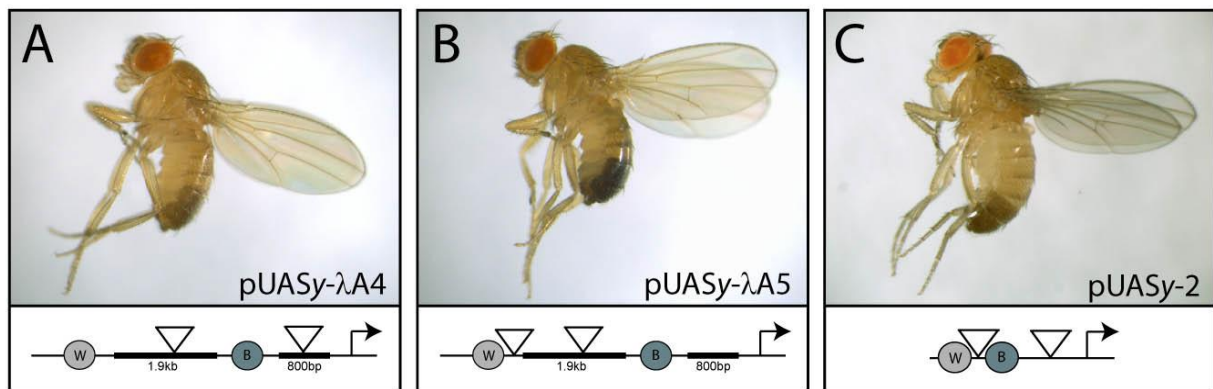 A
pUASy-λA4
W
B
1.9kb
800bp
B
pUASy-λA5
W
B
1.9kb
800bp
C
pUASy-2
W
B